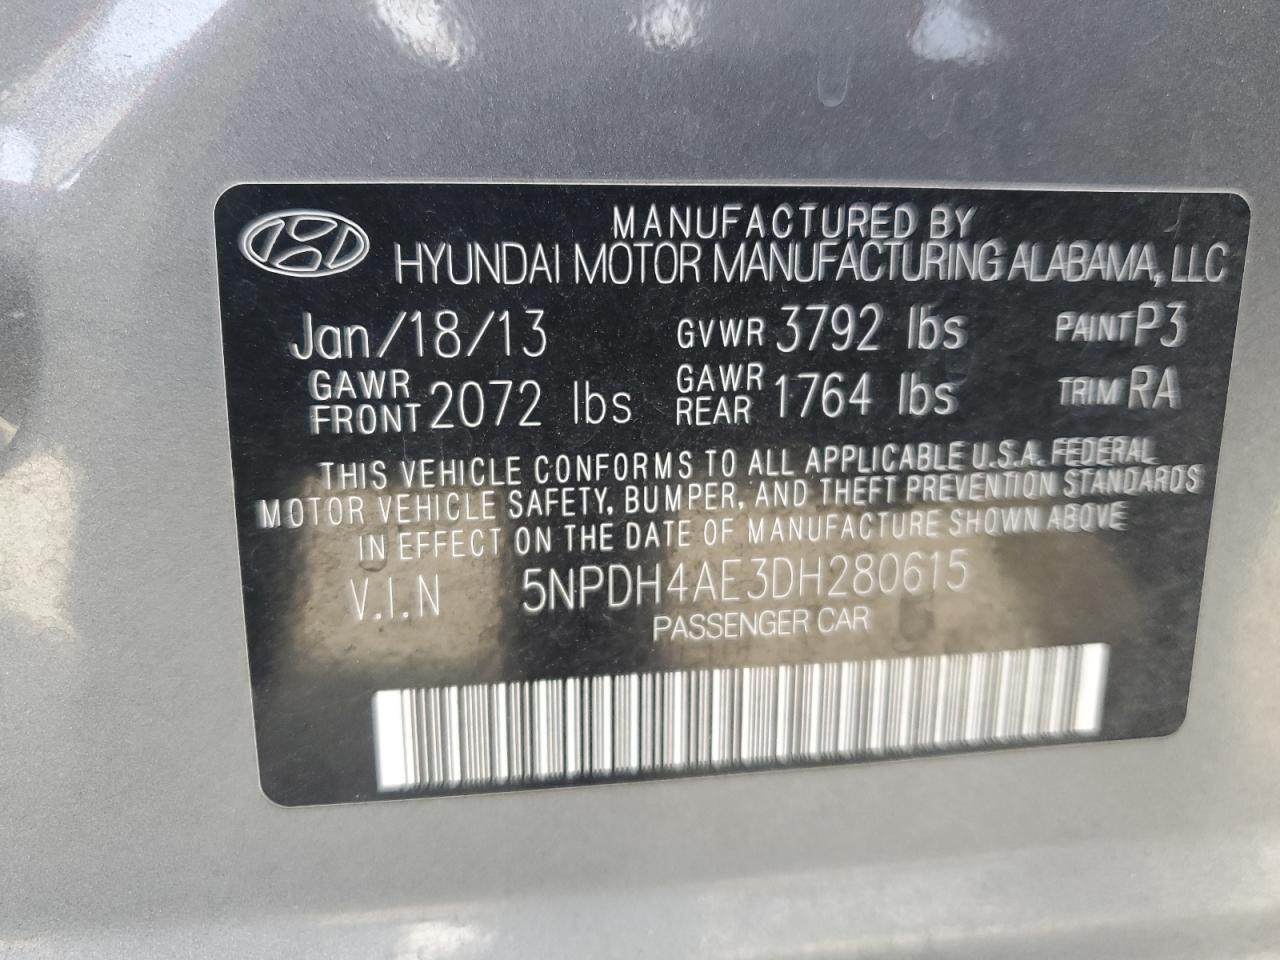 MANUFACTURED BY
HYUNDAI MOTOR MANUFACTURING ALABAMA, LLC
Jan/18/13 GVWR 3792 lbs PAINT P3
GAWR FRONT 2072 lbs GAWR REAR 1764 lbs TRIM RA
THIS VEHICLE CONFORMS TO ALL APPLICABLE U.S.A. FEDERAL
MOTOR VEHICLE SAFETY, BUMPER, AND THEFT PREVENTION STANDARDS
IN EFFECT ON THE DATE OF MANUFACTURE SHOWN ABOVE
V.I.N 5NPDH4AE3DH280615
PASSENGER CAR